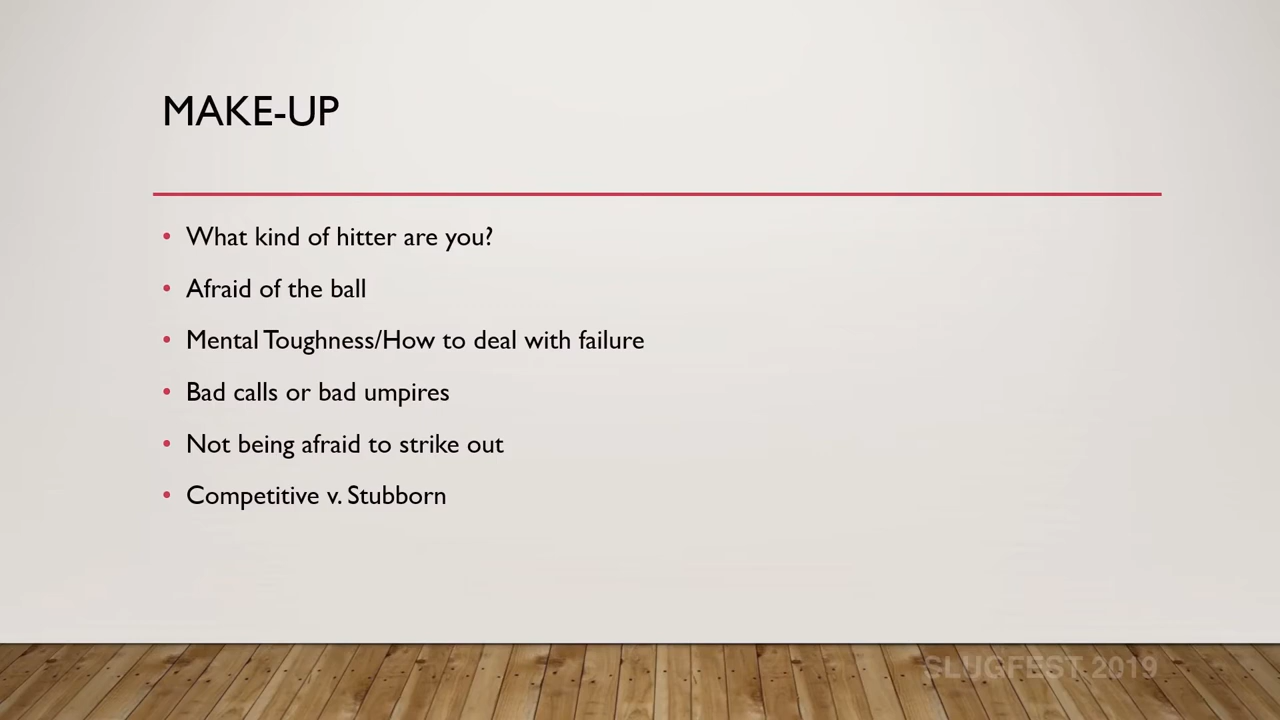 MAKE-UP
• What kind of hitter are you?
• Afraid of the ball
• Mental Toughness/How to deal with failure
• Bad calls or bad umpires
• Not being afraid to strike out
• Competitive v. Stubborn
SLUGFEST 2019